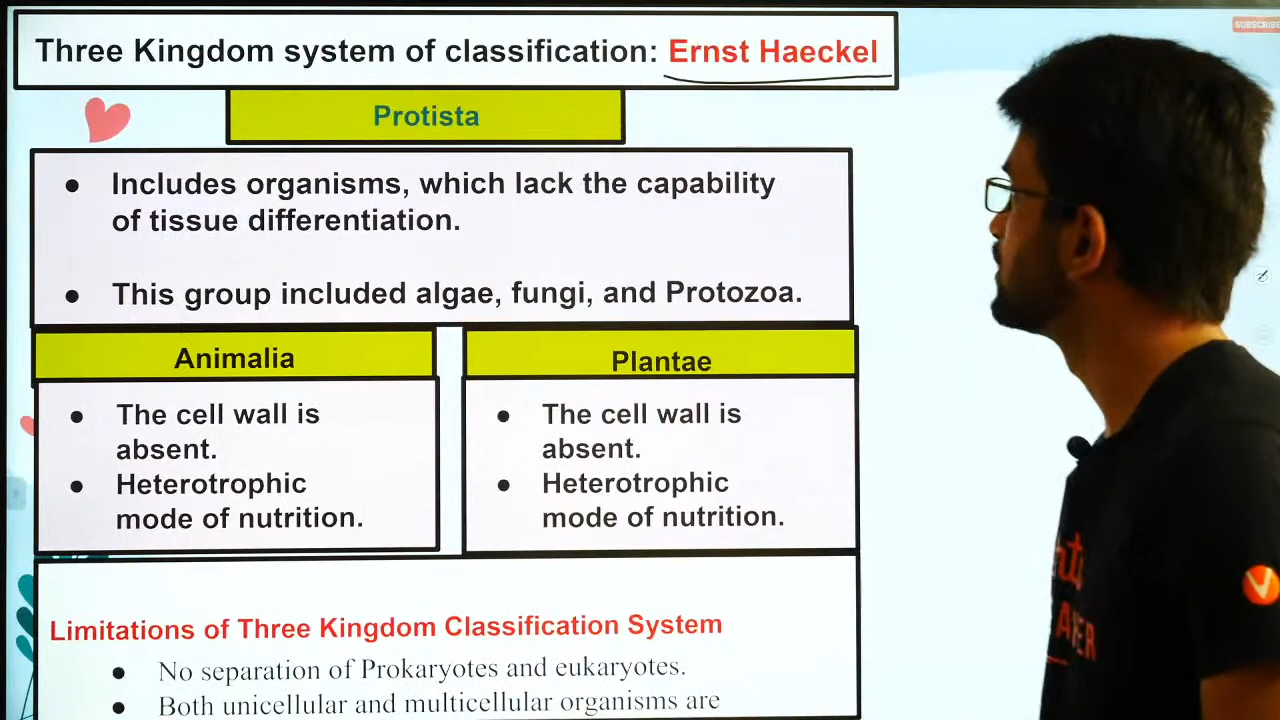 SUBSCRIBE
Three Kingdom system of classification: Ernst Haeckel
Protista
● Includes organisms, which lack the capability
of tissue differentiation.
● This group included algae, fungi, and Protozoa.
Animalia
● The cell wall is
absent.
● Heterotrophic
mode of nutrition.
Plantae
● The cell wall is
absent.
● Heterotrophic
mode of nutrition.
Limitations of Three Kingdom Classification System
● No separation of Prokaryotes and eukaryotes.
● Both unicellular and multicellular organisms are